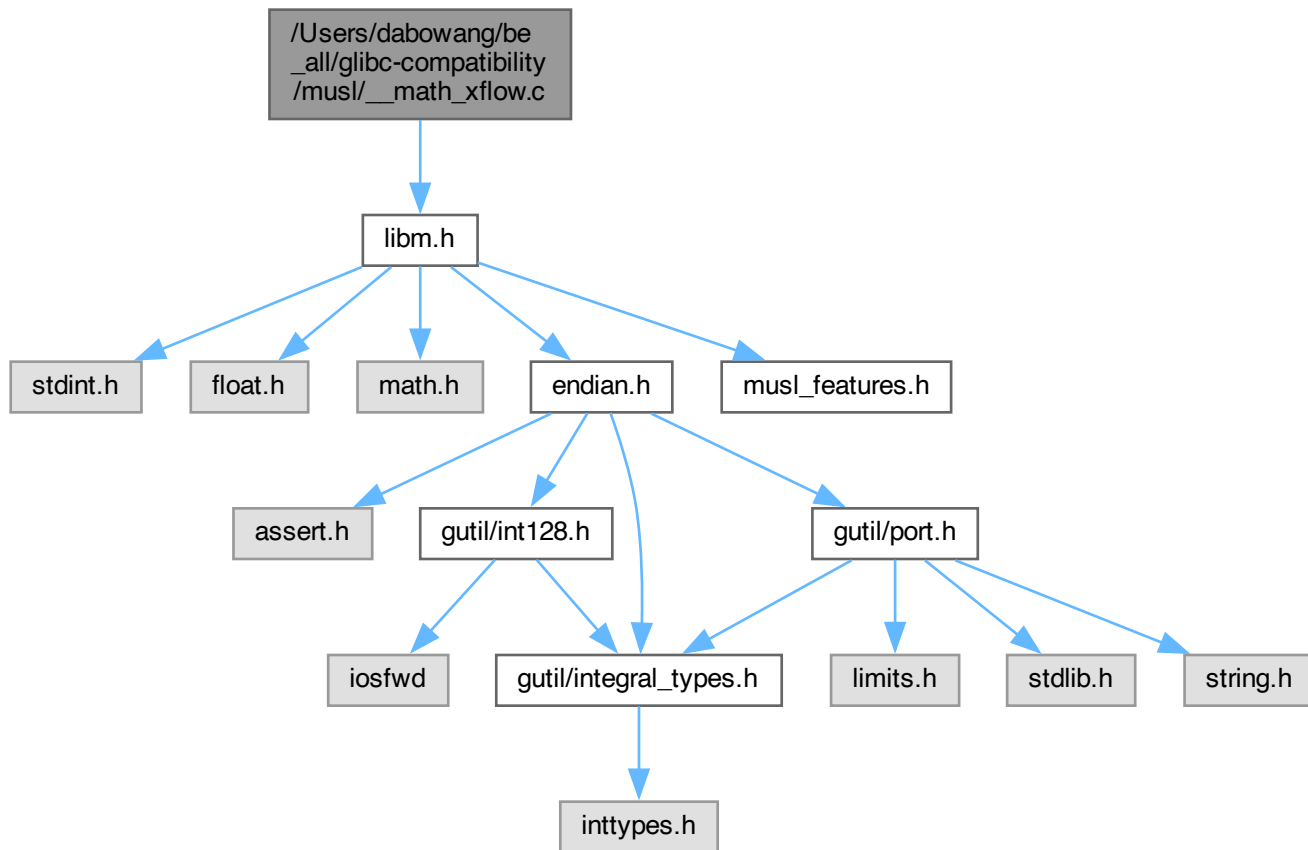 /Users/dabowang/be
_all/glibc-compatibility
/musl/__math_xflow.c
libm.h
stdint.h
float.h
math.h
endian.h
musl_features.h
assert.h
gutil/int128.h
gutil/port.h
iosfwd
gutil/integral_types.h
limits.h
stdlib.h
string.h
inttypes.h